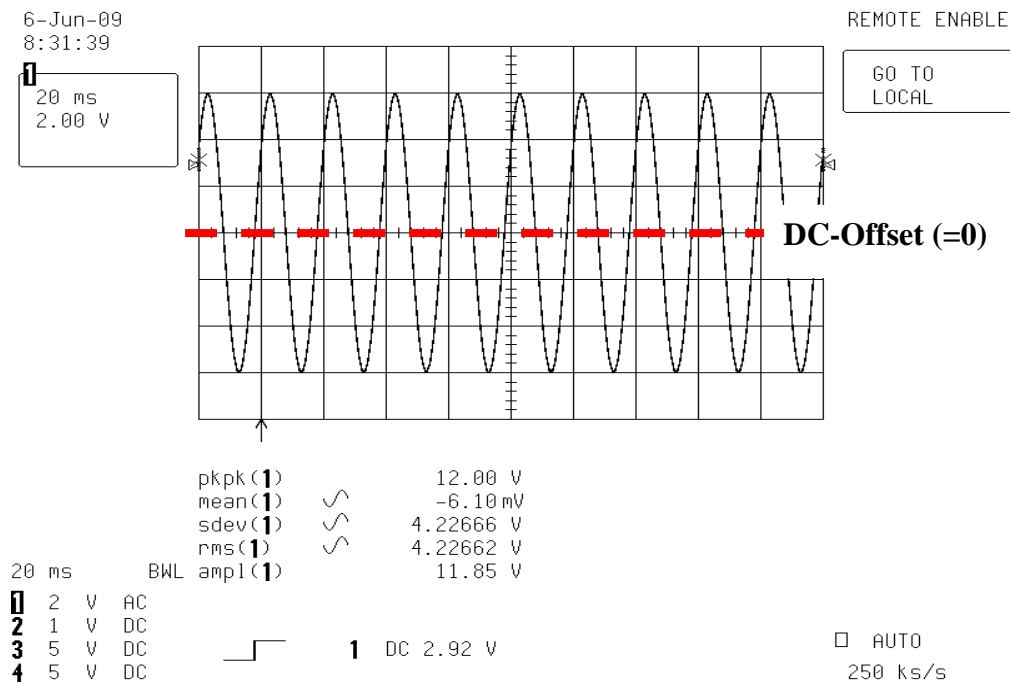 6-Jun-09
8:31:39
REMOTE ENABLE
1
20 ms
2.00 V
GO TO
LOCAL
DC-Offset (=0)
pkpk(1) 12.00 V
mean(1) -6.10mV
sdev(1) 4.22666 V
rms(1) 4.22662 V
20 ms BWL ampl(1) 11.85 V
1 2 V AC
2 1 V DC
3 5 V DC 1 DC 2.92 V AUTO
4 5 V DC 250 ks/s